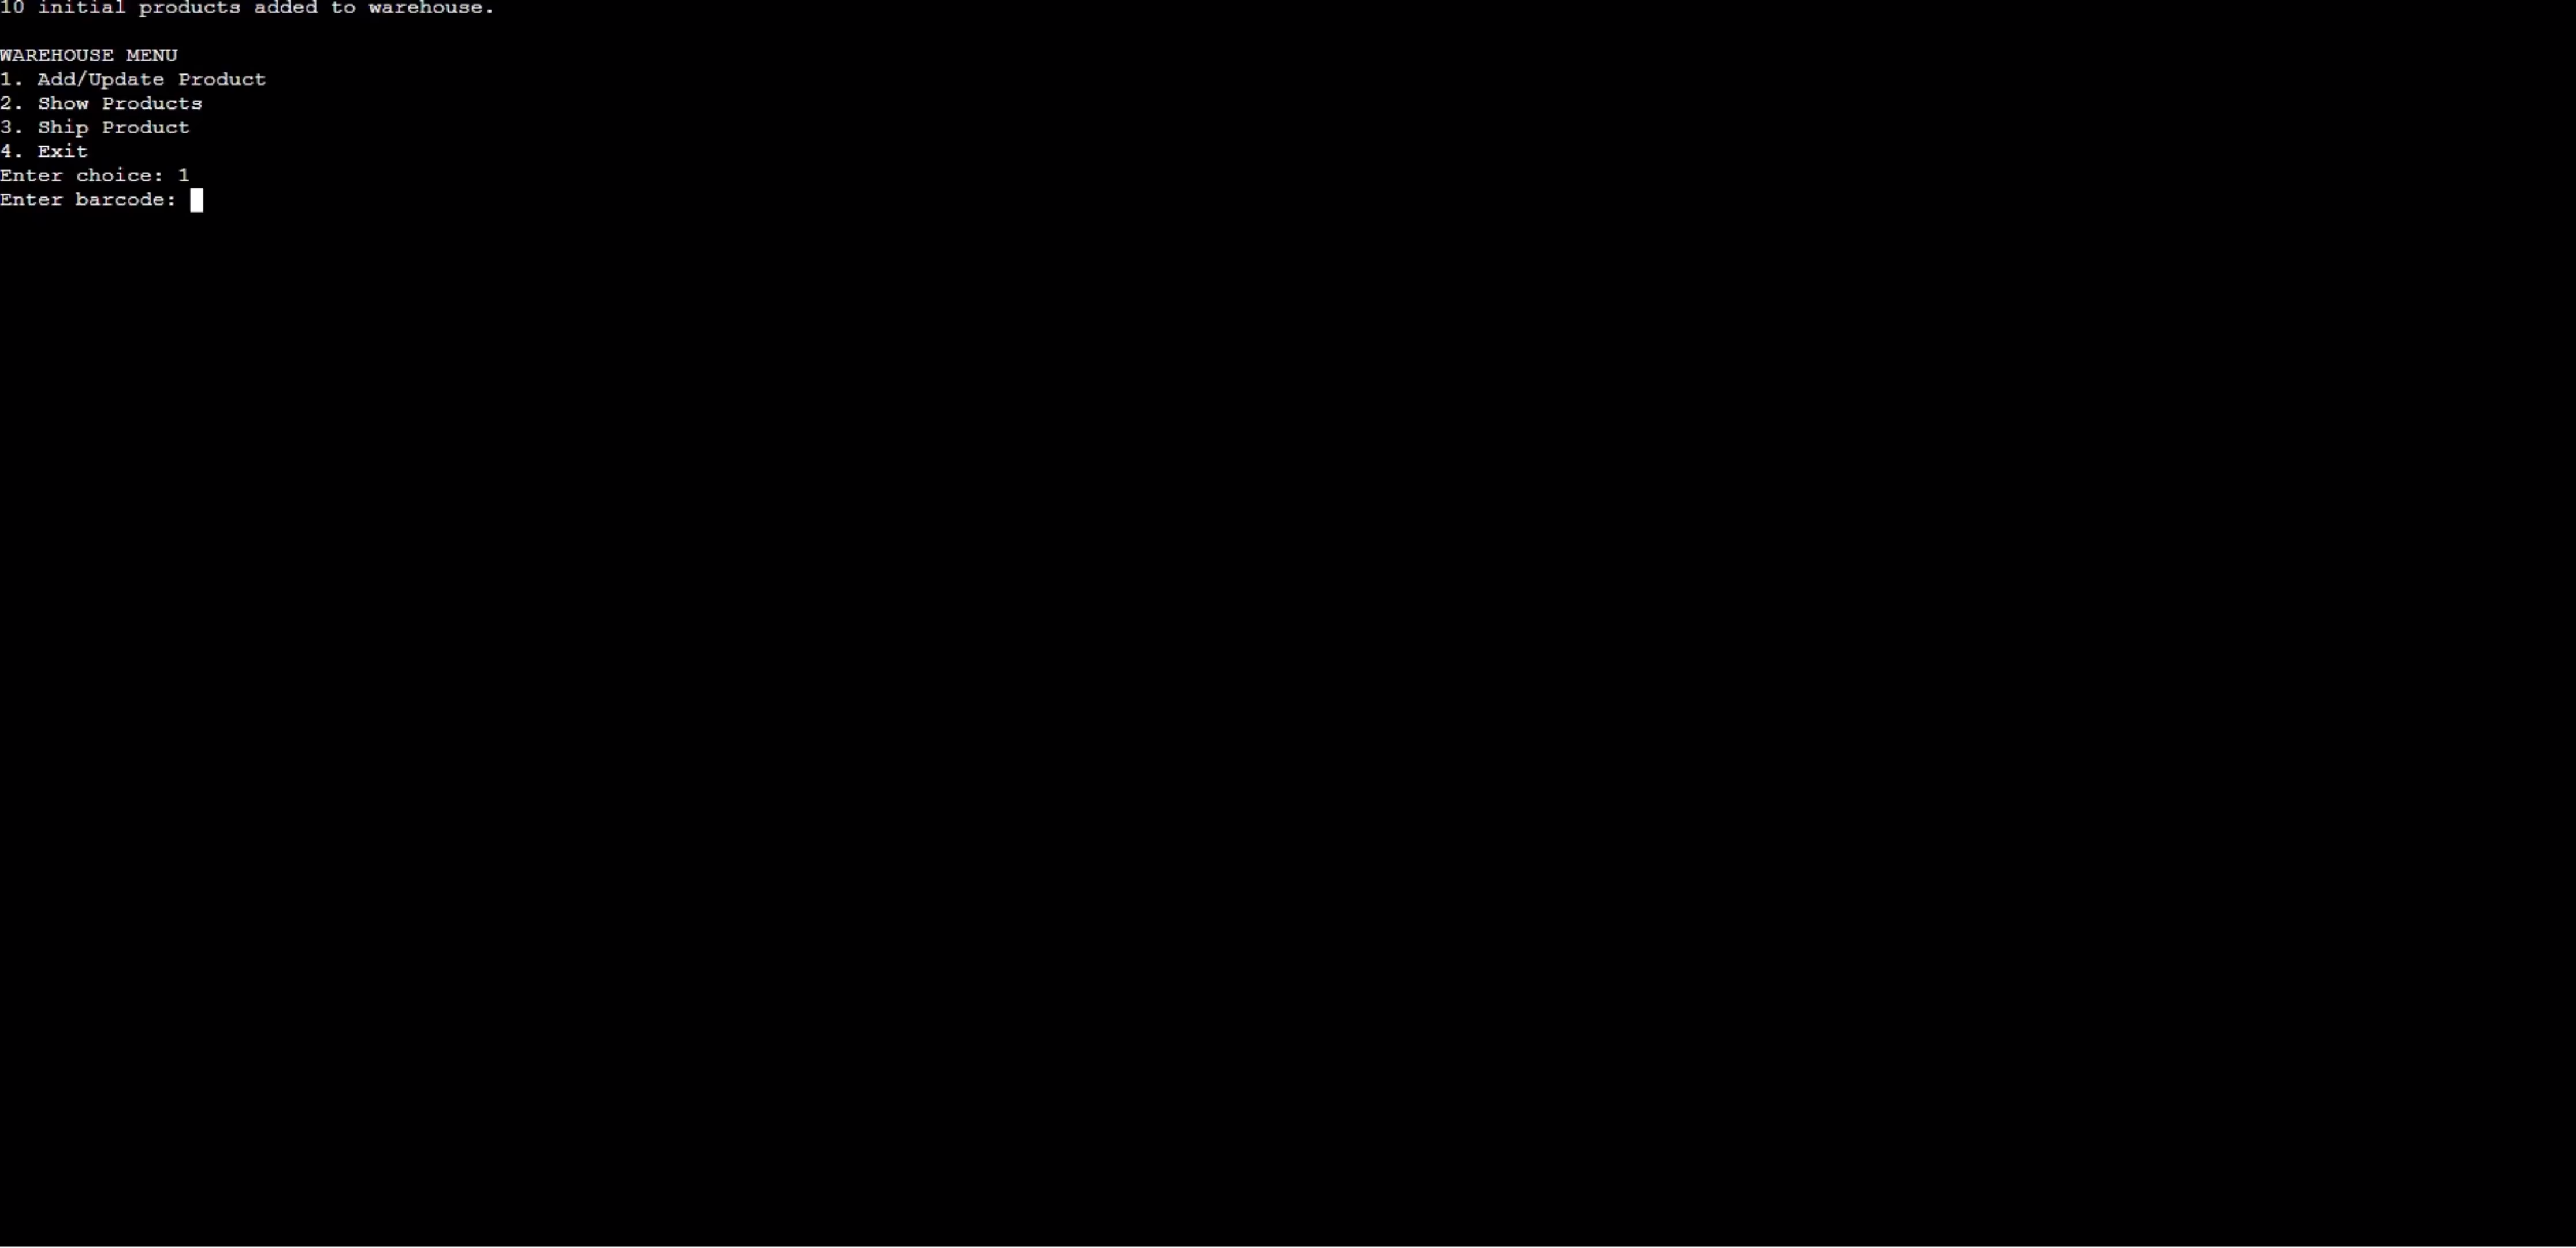 10 initial products added to warehouse.
WAREHOUSE MENU
1. Add/Update Product
2. Show Products
3. Ship Product
4. Exit
Enter choice: 1
Enter barcode: